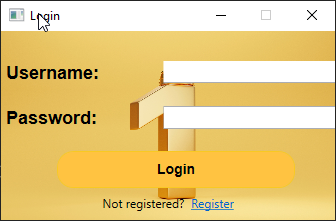 Login
Username:
Password:
Login
Not registered? Register